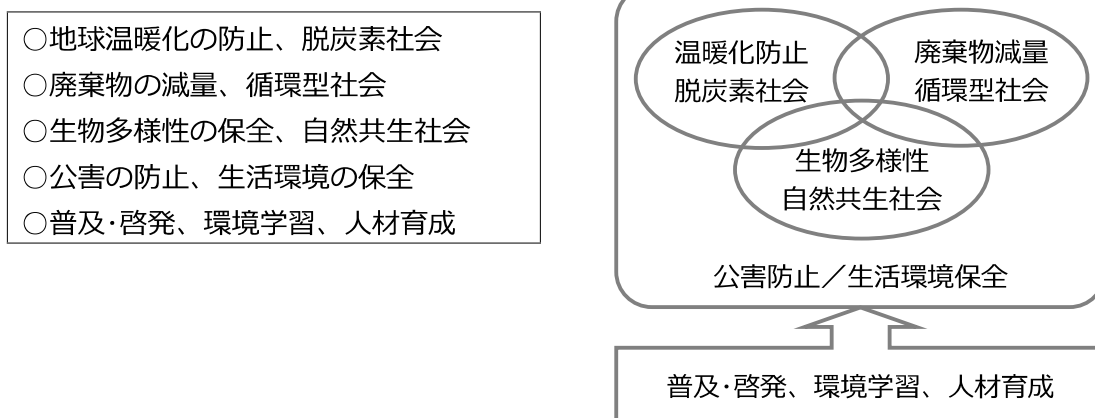 ○地球温暖化の防止、脱炭素社会
○廃棄物の減量、循環型社会
○生物多様性の保全、自然共生社会
○公害の防止、生活環境の保全
○普及･啓発、環境学習、人材育成
温暖化防止
脱炭素社会
廃棄物減量
循環型社会
生物多様性
自然共生社会
公害防止／生活環境保全
普及･啓発、環境学習、人材育成